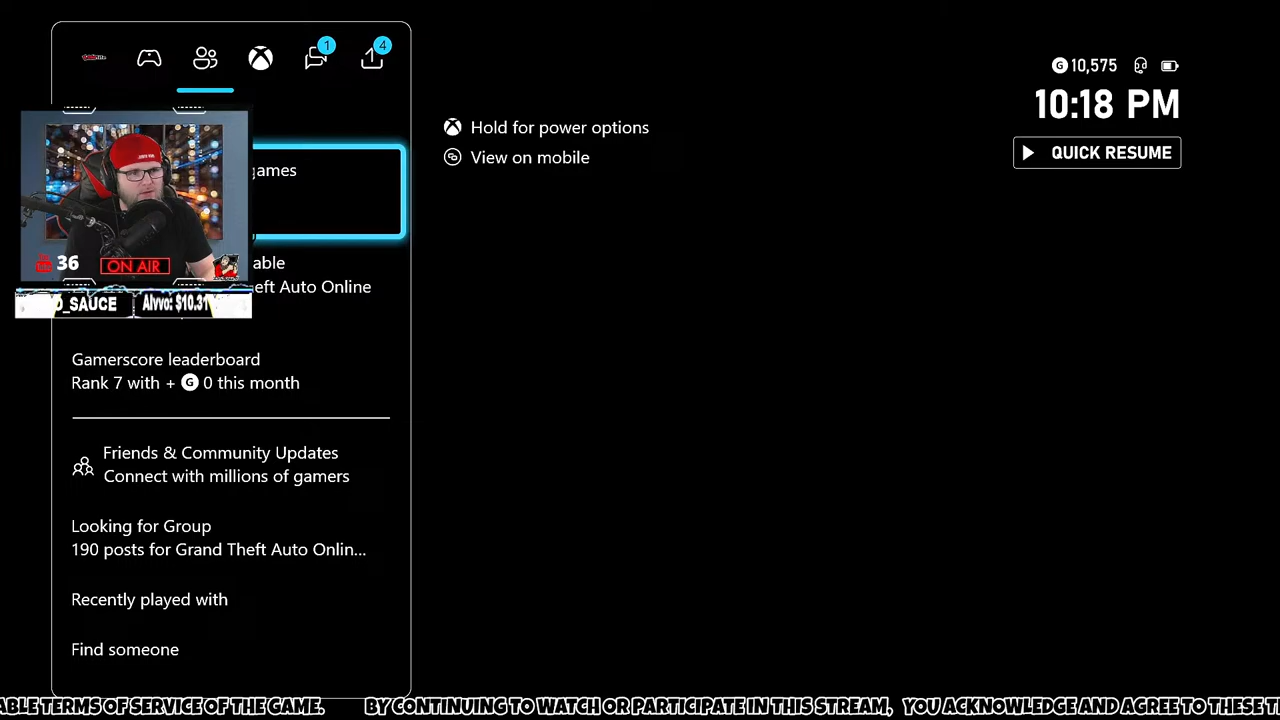 1
4
10,575
10:18 PM
QUICK RESUME
Hold for power options
View on mobile
games
36
ON AIR
able
eft Auto Online
_SAUCE
Alyvo: $10.31
Gamerscore leaderboard
Rank 7 with + G 0 this month
Friends & Community Updates
Connect with millions of gamers
Looking for Group
190 posts for Grand Theft Auto Onlin...
Recently played with
Find someone
ABLE TERMS OF SERVICE OF THE GAME. BY CONTINUING TO WATCH OR PARTICIPATE IN THIS STREAM, YOU ACKNOWLEDGE AND AGREE TO THESE T